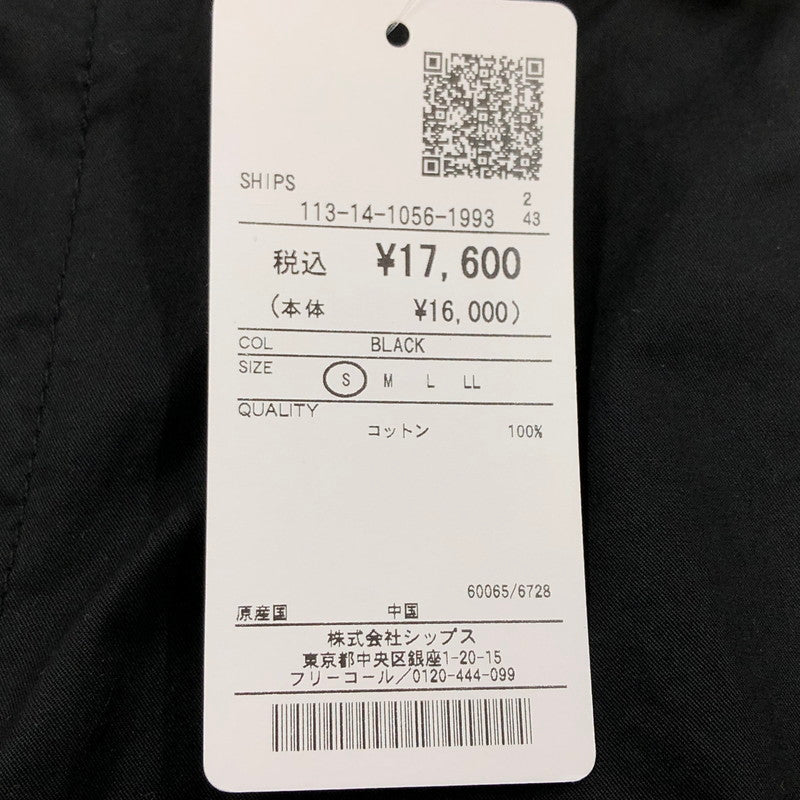 SHIPS
2
113-14-1056-1993 43
税込 ¥17,600
(本体 ¥16,000)
COL BLACK
SIZE
S M L LL
QUALITY
コットン 100%
60065/6728
原産国 中国
株式会社シップス
東京都中央区銀座1-20-15
フリーコール/0120-444-099